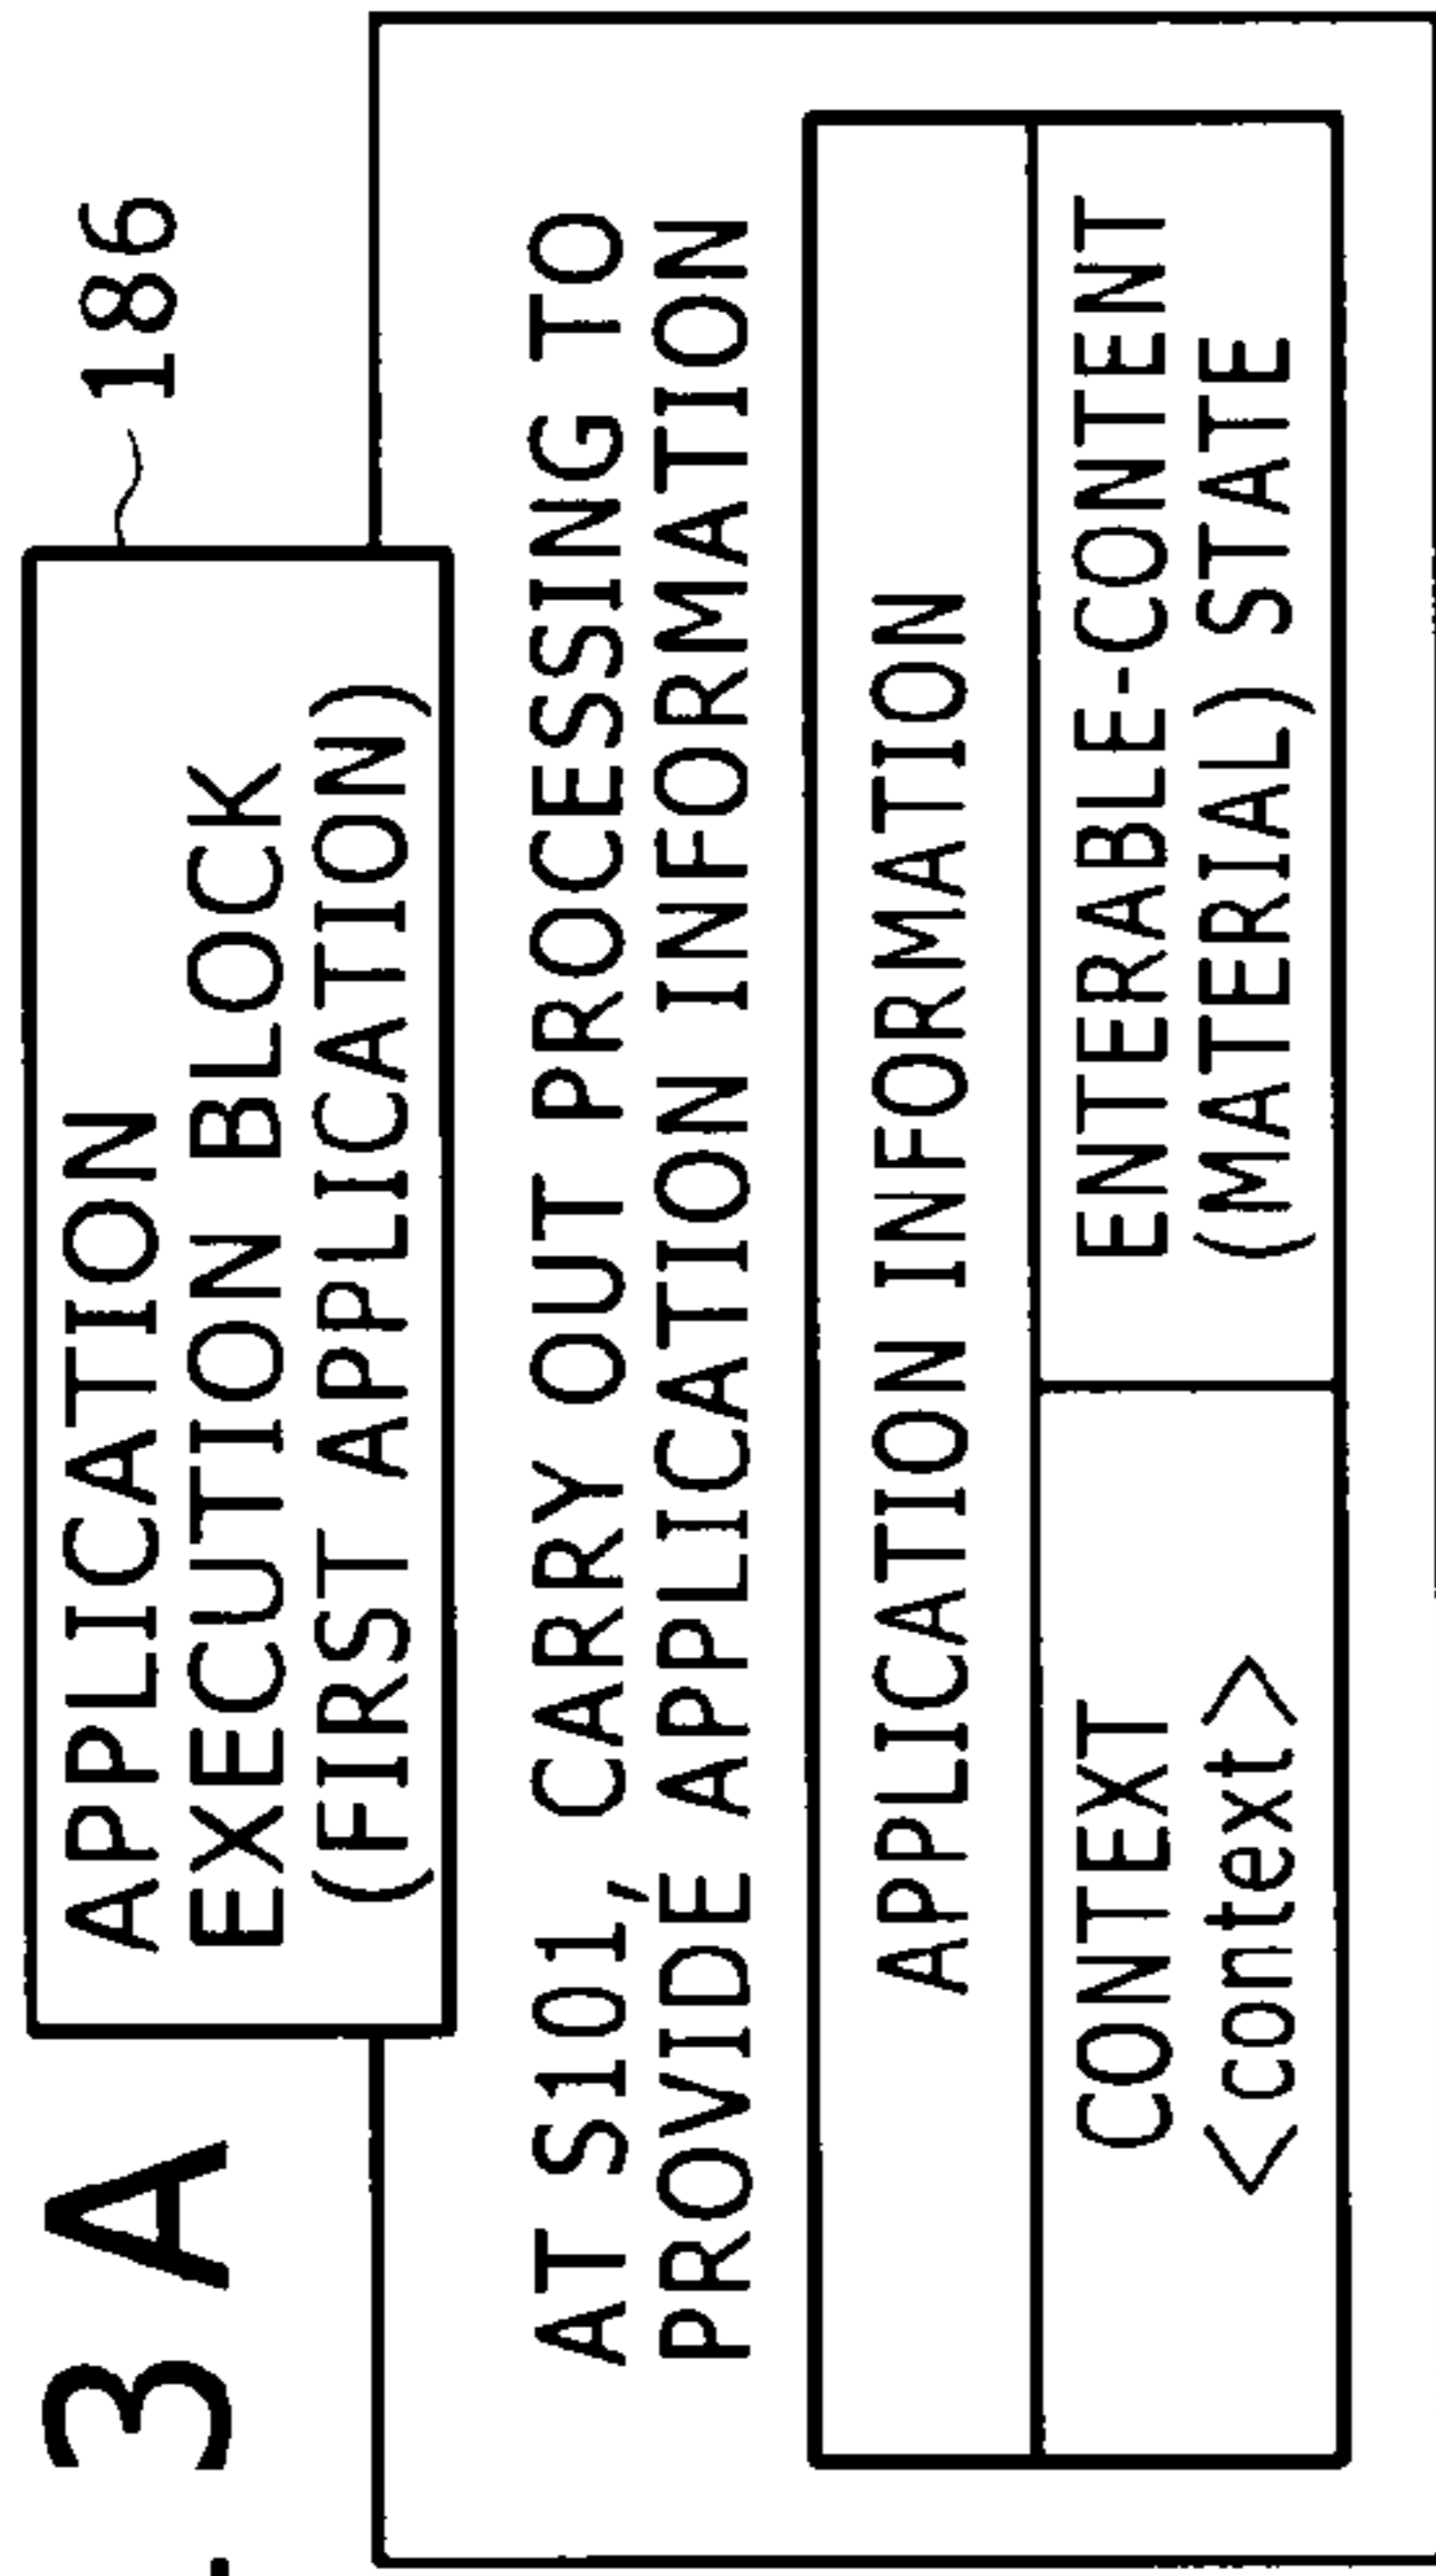 3A
APPLICATION
EXECUTION BLOCK
(FIRST APPLICATION)
186
AT S101, CARRY OUT PROCESSING TO
PROVIDE APPLICATION INFORMATION
APPLICATION INFORMATION
CONTEXT
<context>
ENTERABLE-CONTENT
(MATERIAL) STATE